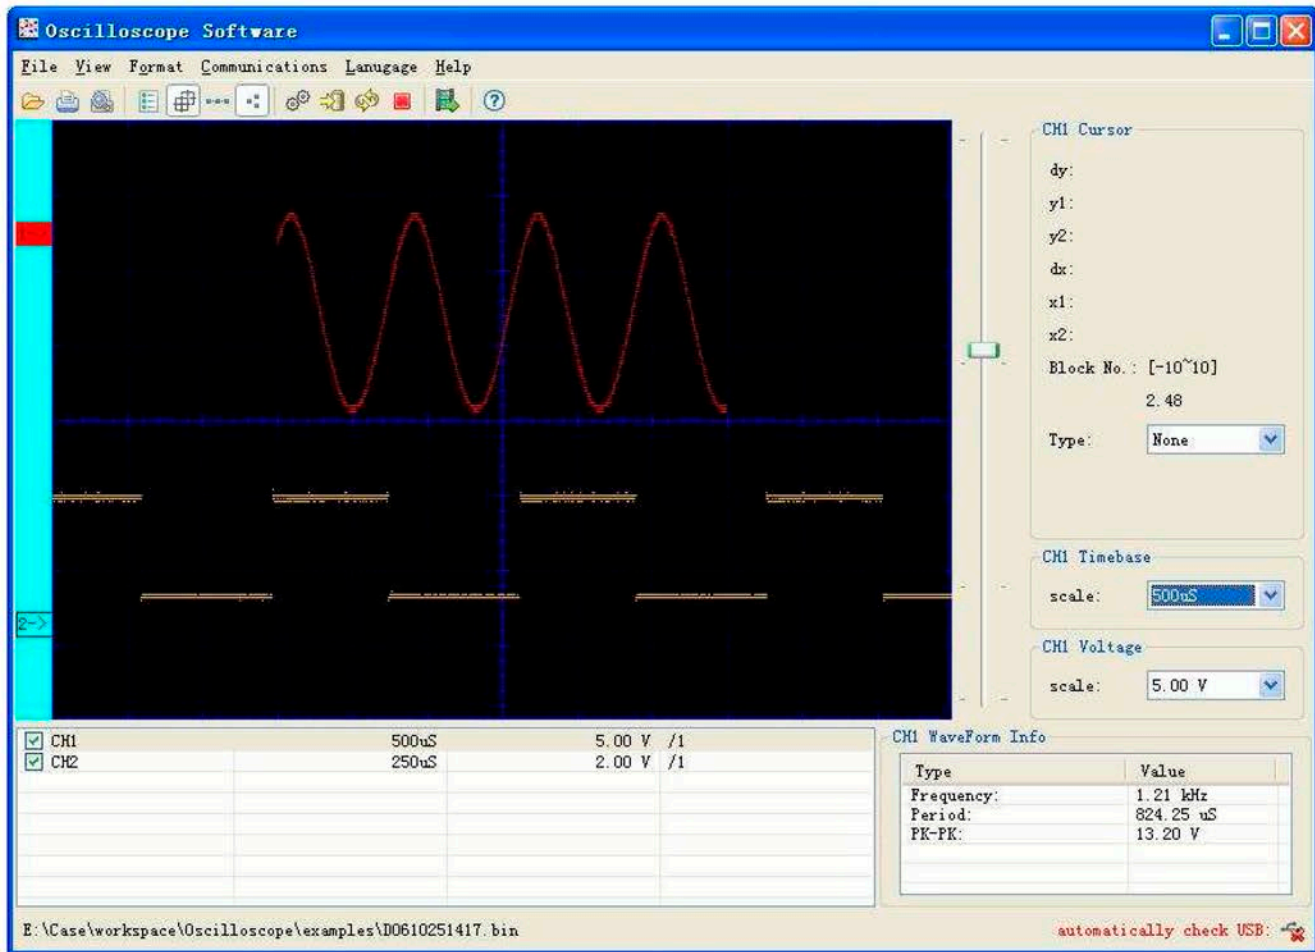 Oscilloscope Software
File View Format Communications Lanugage Help
CH1 Cursor
dy:
y1:
y2:
dx:
x1:
x2:
Block No.: [-10~10]
2.48
Type: None
CH1 Timebase
scale: 500uS
CH1 Voltage
scale: 5.00 V
2->
CH1 500uS 5.00 V /1
CH2 250uS 2.00 V /1
CH1 WaveForm Info
Type Value
Frequency: 1.21 kHz
Period: 824.25 uS
PK-PK: 13.20 V
E:\Case\workspace\Oscilloscope\examples\D0610251417.bin
automatically check USB: